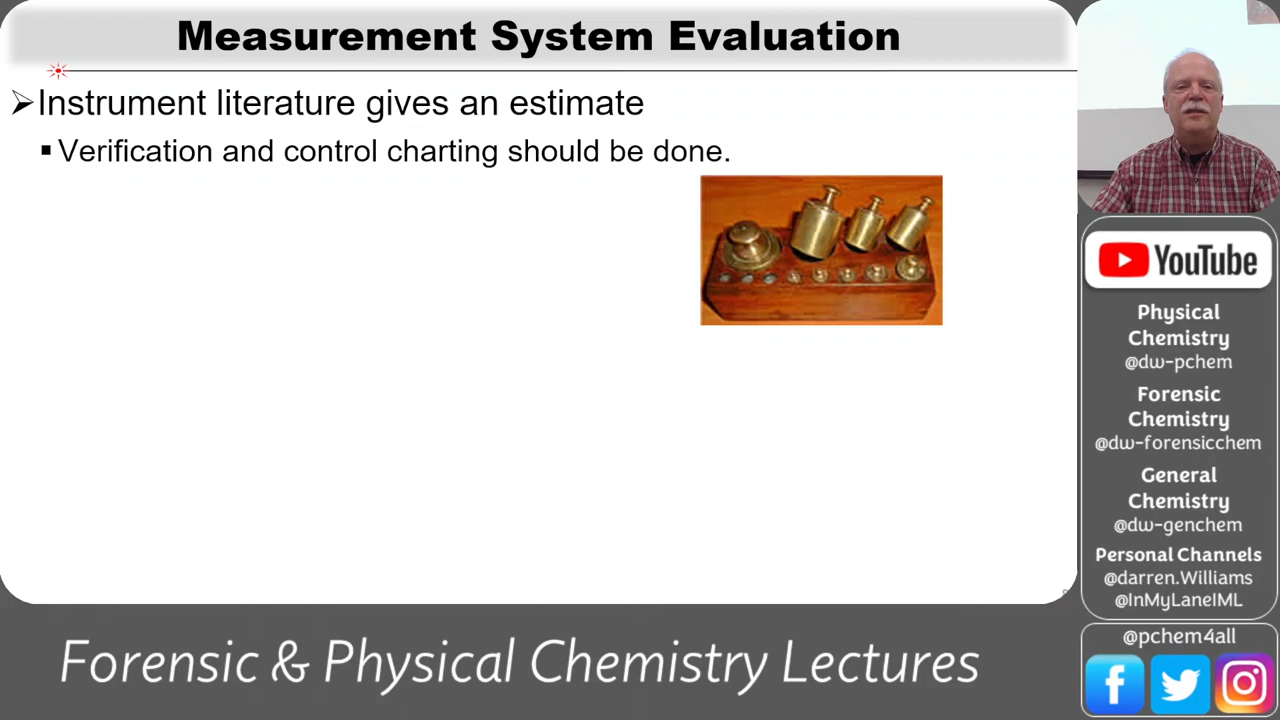 Measurement System Evaluation
Instrument literature gives an estimate
Verification and control charting should be done.
YouTube
Physical
Chemistry
@dw-pchem
Forensic
Chemistry
@dw-forensicchem
General
Chemistry
@dw-genchem
Personal Channels
@darren.Williams
@InMyLaneIML
@pchem4all
Forensic & Physical Chemistry Lectures